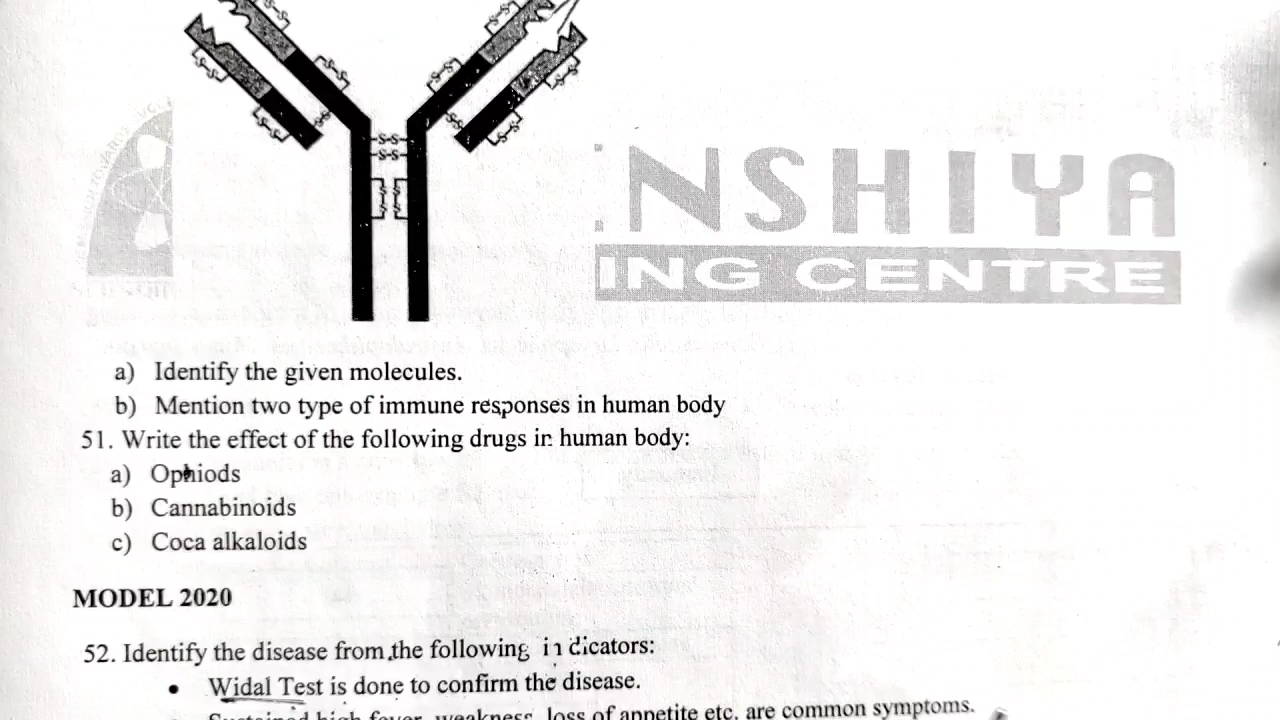 -S-S-
-S-S-
NSHIYA
ING CENTRE
a) Identify the given molecules.
b) Mention two type of immune responses in human body
51. Write the effect of the following drugs in human body:
a) Ophiods
b) Cannabinoids
c) Coca alkaloids
MODEL 2020
52. Identify the disease from the following indicators:
• Widal Test is done to confirm the disease.
Sustained high fever, weakness, loss of appetite etc. are common symptoms.